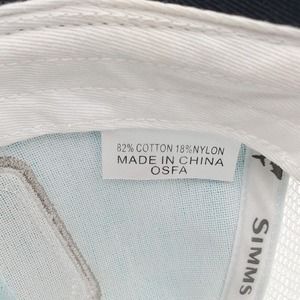 82% COTTON 18% NYLON
MADE IN CHINA
OSFA
SIMMS